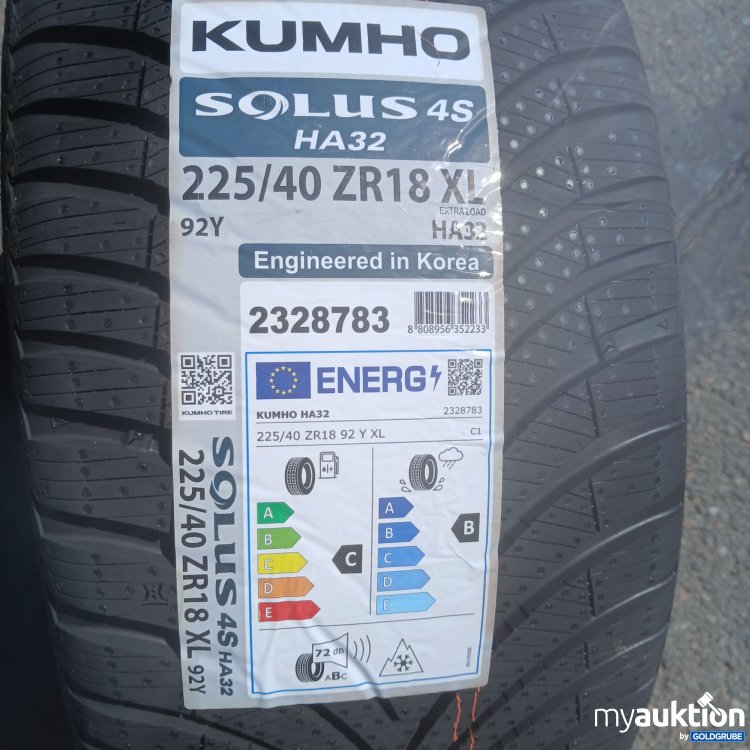 KUMHO
SOLUS 4S
HA32
225/40 ZR18 XL
EXTRA LOAD
92Y
HA32
Engineered in Korea
2328783
8 808956 352233
ENERG
KUMHO TIRE
KUMHO HA32
2328783
225/40 ZR18 92 Y XL
C1
A
B
C
D
E
C
A
B
C
D
E
B
72 dB
ABC
SOLUS 4S HA32
225/40 ZR18 XL 92Y
myauktion
by GOLDGRUBE